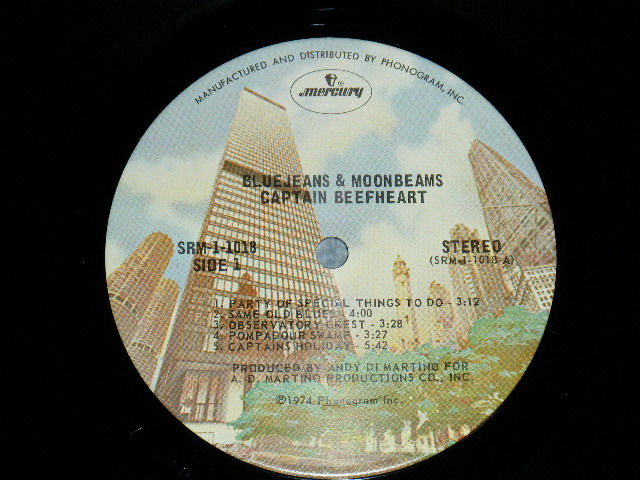 MANUFACTURED AND DISTRIBUTED BY PHONOGRAM, INC.
mercury
BLUEJEANS & MOONBEAMS
CAPTAIN BEEFHEART
SRM-1-1018
SIDE 1
STEREO
(SRM-1-1018-A)
1. PARTY OF SPECIAL THINGS TO DO - 3:12
2. SAME OLD BLUES - 4:00
3. OBSERVATORY CREST - 3:28
4. POMPADOUR SWAMP - 3:27
5. CAPTAINS HOLIDAY - 5:42
PRODUCED BY ANDY DI MARTINO FOR
A. D. MARTINO PRODUCTIONS CO., INC.
©1974 Phonogram Inc.